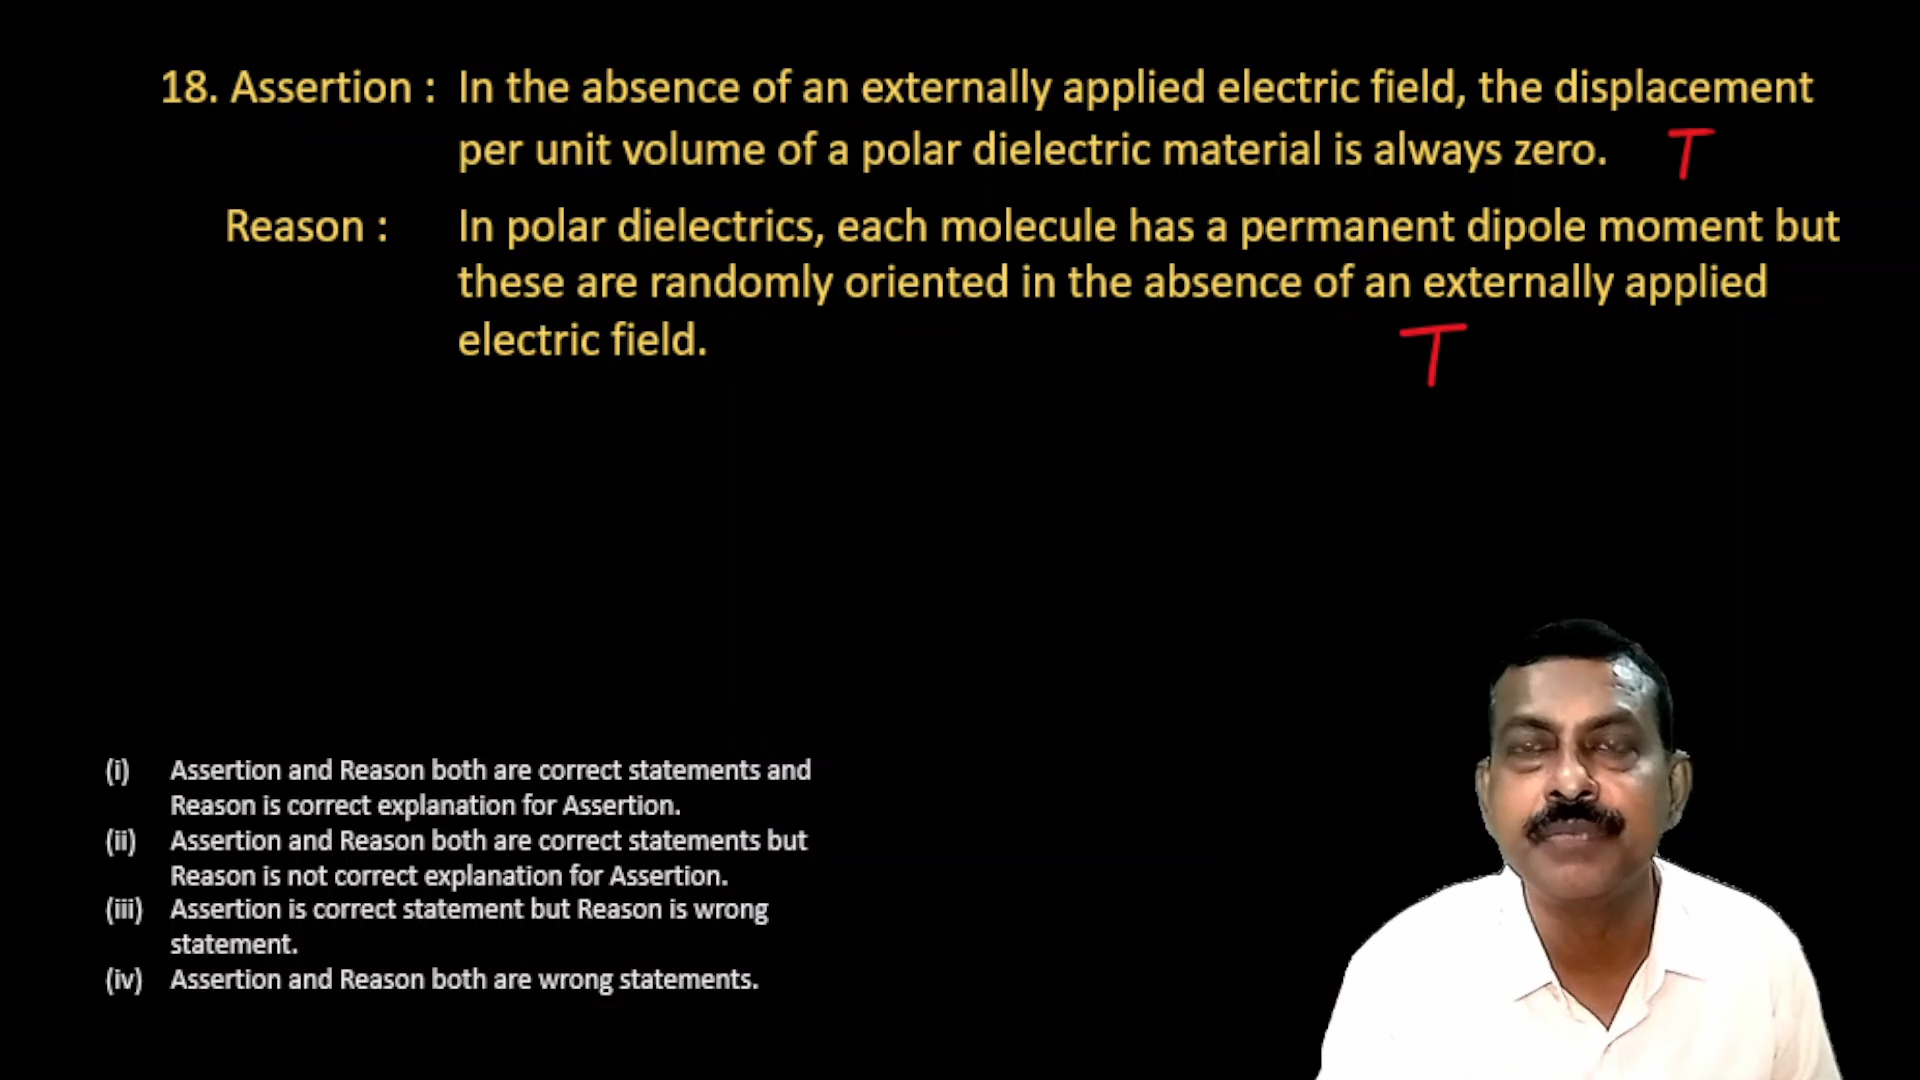 18. Assertion : In the absence of an externally applied electric field, the displacement
per unit volume of a polar dielectric material is always zero. T
Reason : In polar dielectrics, each molecule has a permanent dipole moment but
these are randomly oriented in the absence of an externally applied
electric field. T
(i) Assertion and Reason both are correct statements and
Reason is correct explanation for Assertion.
(ii) Assertion and Reason both are correct statements but
Reason is not correct explanation for Assertion.
(iii) Assertion is correct statement but Reason is wrong
statement.
(iv) Assertion and Reason both are wrong statements.